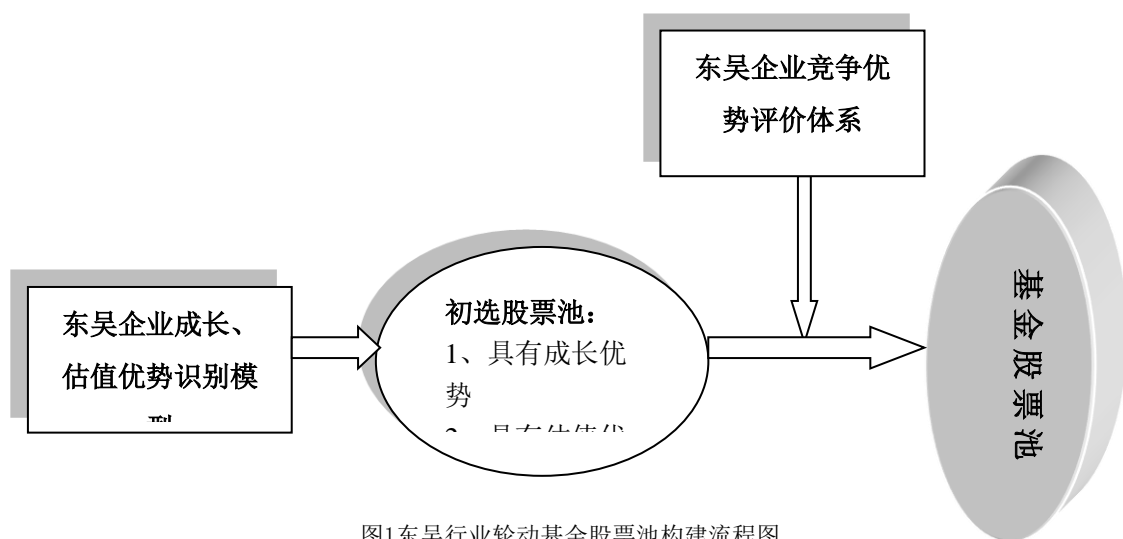 东吴企业竞争优
势评价体系
东吴企业成长、
估值优势识别模
初选股票池：
1、具有成长优
势
基金股票池
图1东吴行业轮动基金股票池构建流程图